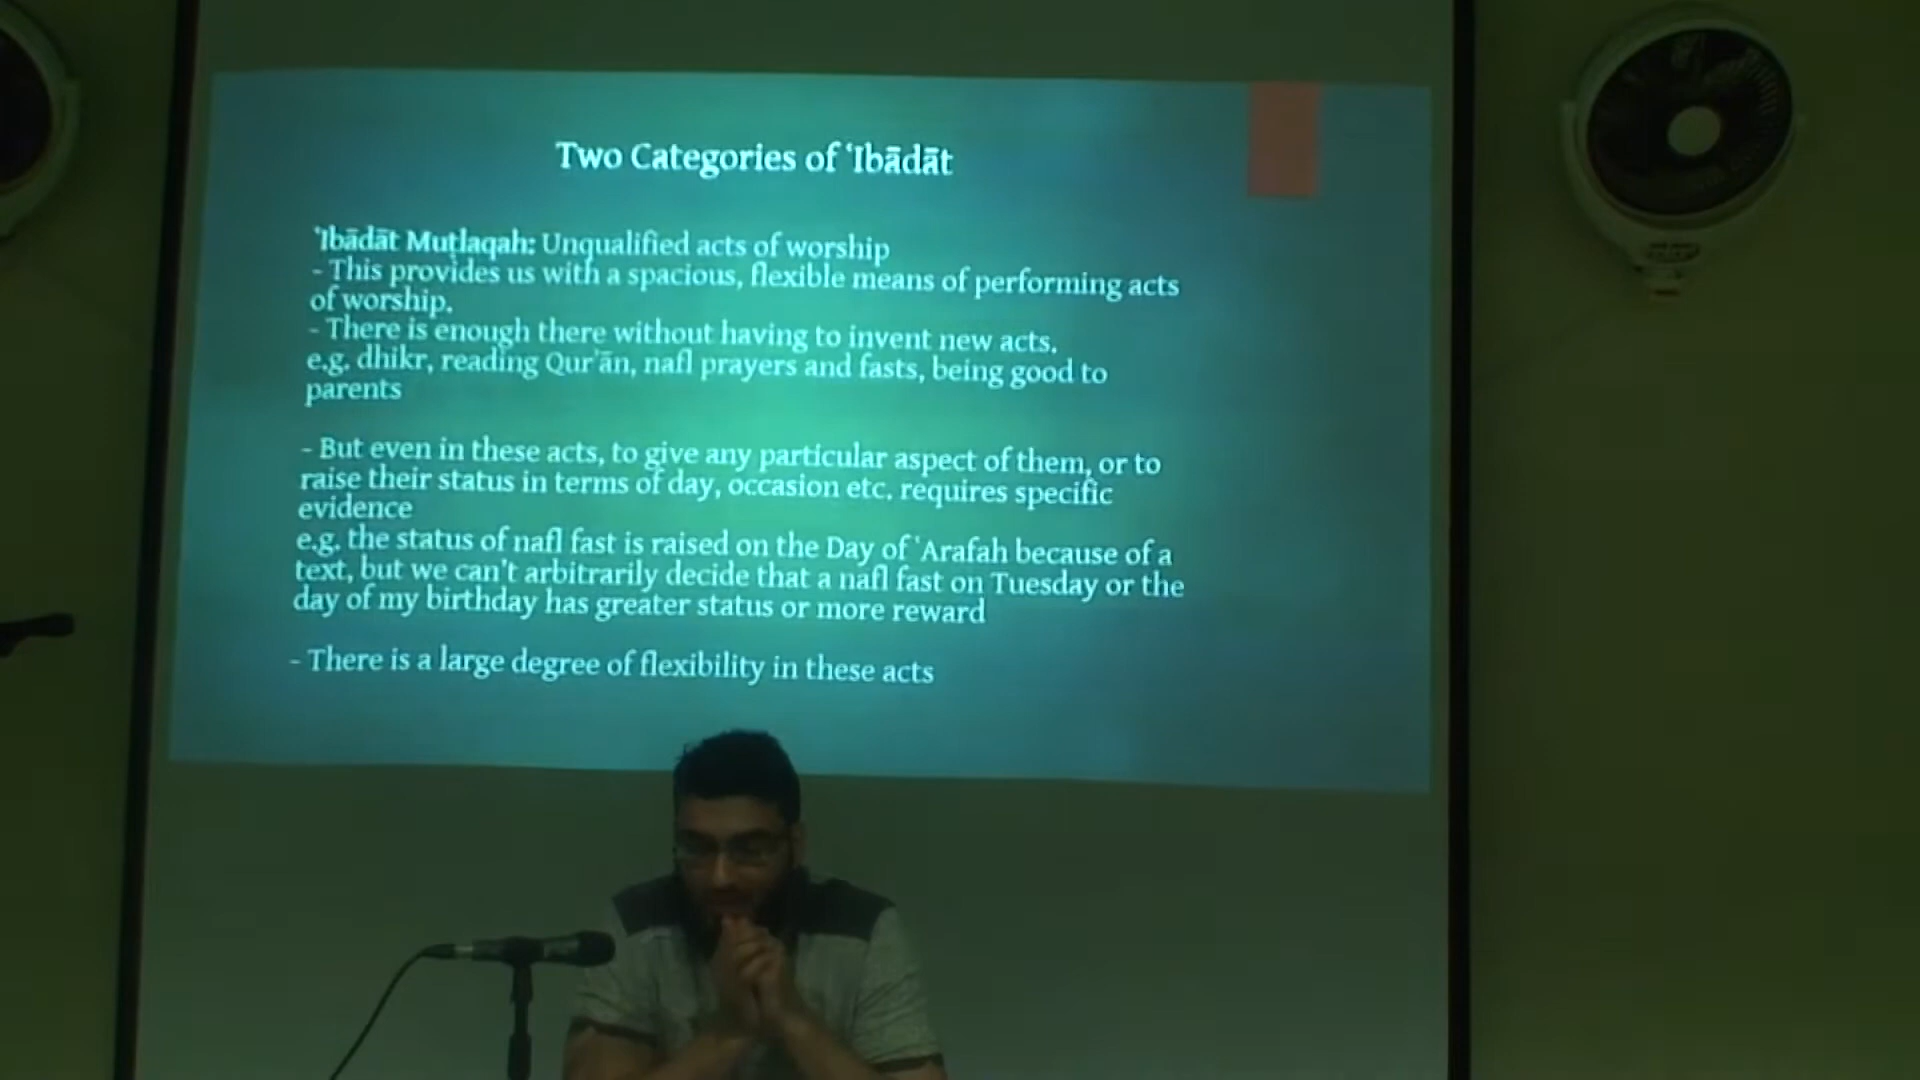 Two Categories of ʿIbādāt
ʿIbādāt Muṭlaqah: Unqualified acts of worship
- This provides us with a spacious, flexible means of performing acts
of worship.
- There is enough there without having to invent new acts.
e.g. dhikr, reading Qur'ān, nafl prayers and fasts, being good to
parents
- But even in these acts, to give any particular aspect of them, or to
raise their status in terms of day, occasion etc. requires specific
evidence
e.g. the status of nafl fast is raised on the Day of ʿArafah because of a
text, but we can't arbitrarily decide that a nafl fast on Tuesday or the
day of my birthday has greater status or more reward
- There is a large degree of flexibility in these acts